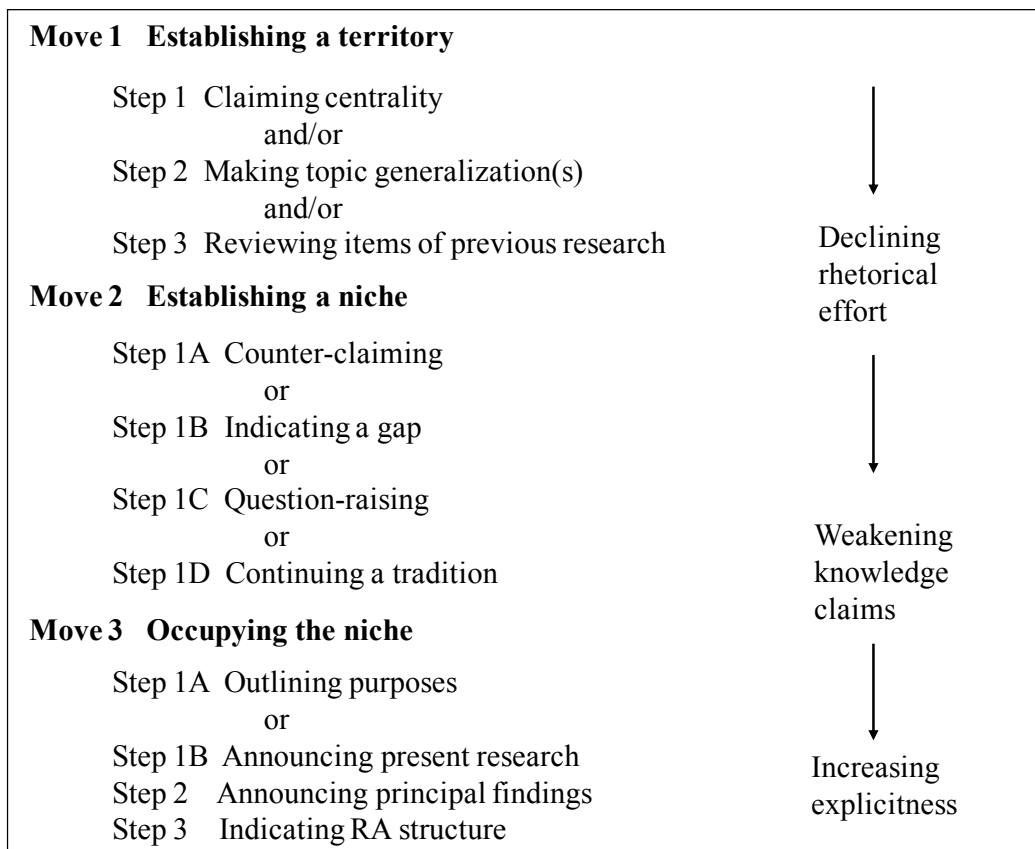 Move 1 Establishing a territory
Step 1 Claiming centrality
and/or
Step 2 Making topic generalization(s)
and/or
Step 3 Reviewing items of previous research
Declining
rhetorical
effort
Move 2 Establishing a niche
Step 1A Counter-claiming
or
Step 1B Indicating a gap
or
Step 1C Question-raising
or
Step 1D Continuing a tradition
Weakening
knowledge
claims
Move 3 Occupying the niche
Step 1A Outlining purposes
or
Step 1B Announcing present research
Step 2 Announcing principal findings
Step 3 Indicating RA structure
Increasing
explicitness